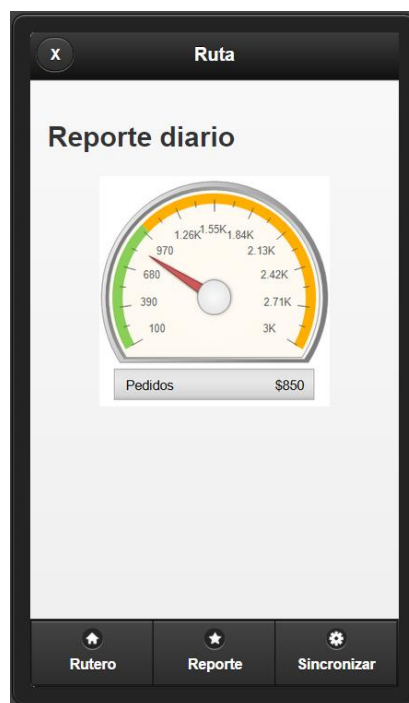 X
Ruta
Reporte diario
1.26K 1.55K 1.84K
970 2.13K
680 2.42K
390 2.71K
100 3K
Pedidos $850
Rutero Reporte Sincronizar